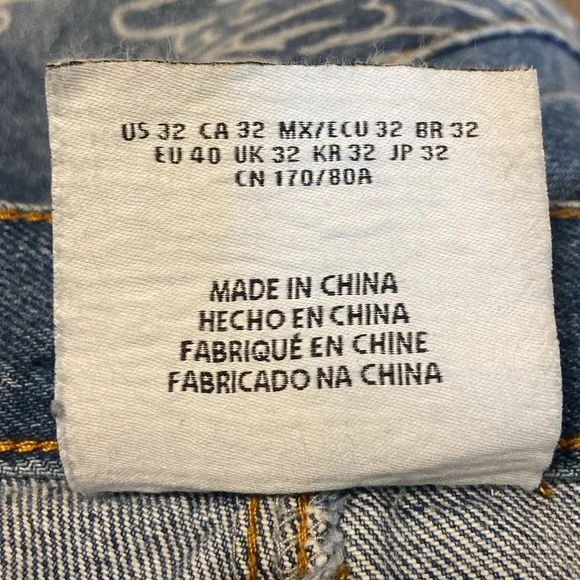 US 32 CA 32 MX/ECU 32 BR 32
EU 40 UK 32 KR 32 JP 32
CN 170/80A
MADE IN CHINA
HECHO EN CHINA
FABRIQUÉ EN CHINE
FABRICADO NA CHINA